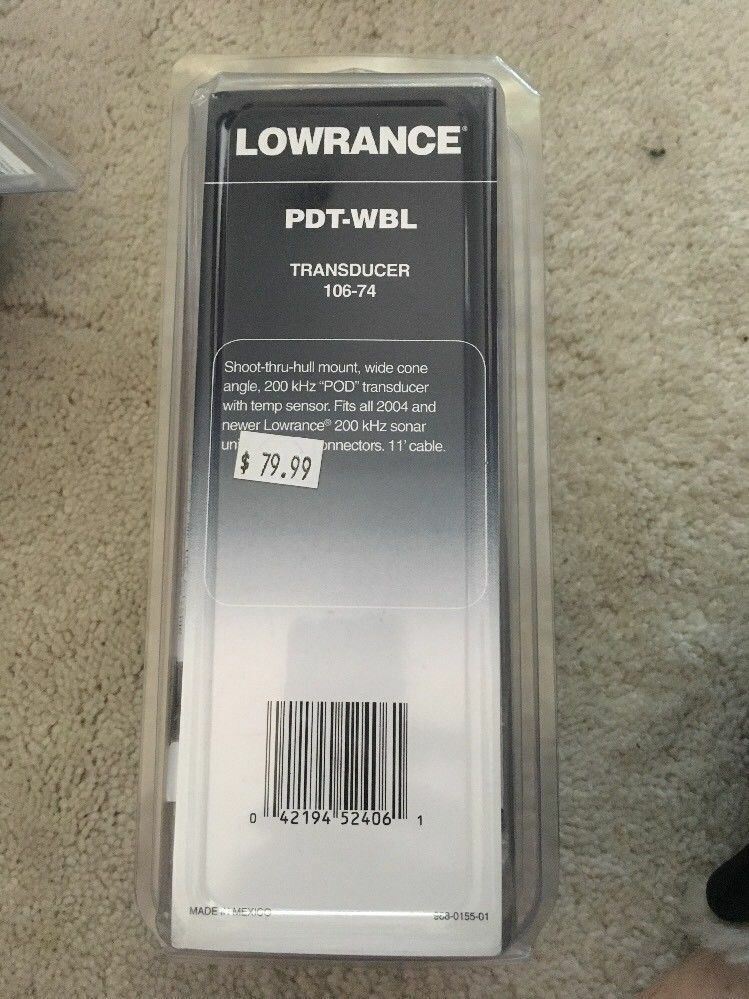 LOWRANCE®
PDT-WBL
TRANSDUCER
106-74
Shoot-thru-hull mount, wide cone
angle, 200 kHz "POD" transducer
with temp sensor. Fits all 2004 and
newer Lowrance® 200 kHz sonar
11' cable.
$ 79.99
0 42194 52406 1
MADE IN MEXICO